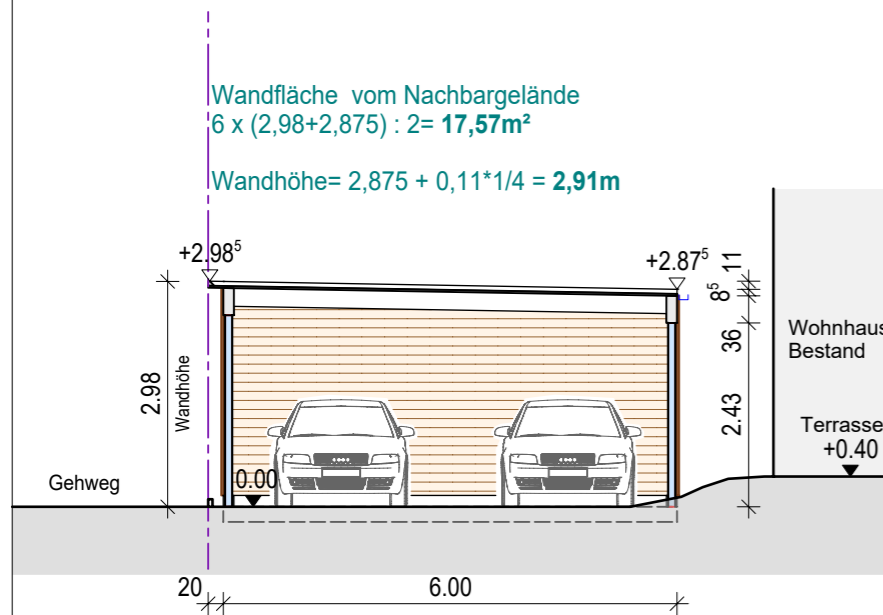 Wandfläche vom Nachbargelände
6 x (2,98+2,875) : 2= 17,57m²
Wandhöhe= 2,875 + 0,11*1/4 = 2,91m
+2.98⁵
+2.87⁵
11
8⁵
36
2.43
2.98
Wandhöhe
Wohnhaus
Bestand
Terrasse
+0.40
Gehweg
0.00
20
6.00